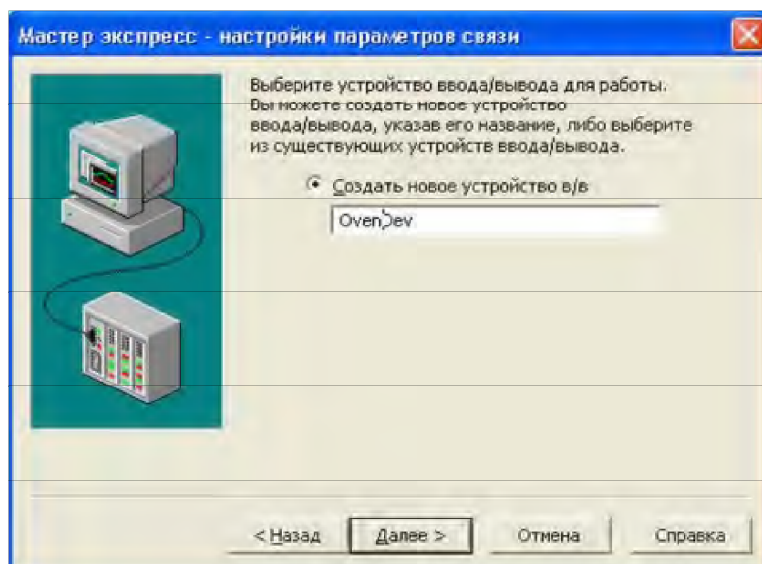 Мастер экспресс - настройки параметров связи
Выберите устройство ввода/вывода для работы.
Вы можете создать новое устройство
ввода/вывода, указав его название, либо выберите
из существующих устройств ввода/вывода.
Создать новое устройство в/в
OvenDev
< Назад
Далее >
Отмена
Справка